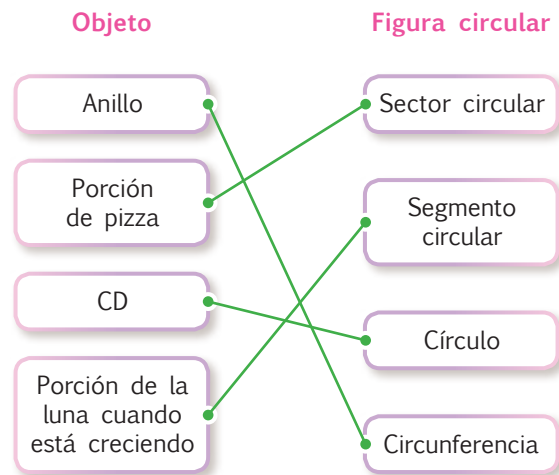 Objeto
Figura circular
Anillo
Sector circular
Porción
de pizza
Segmento
circular
CD
Círculo
Porción de la
luna cuando
está creciendo
Circunferencia